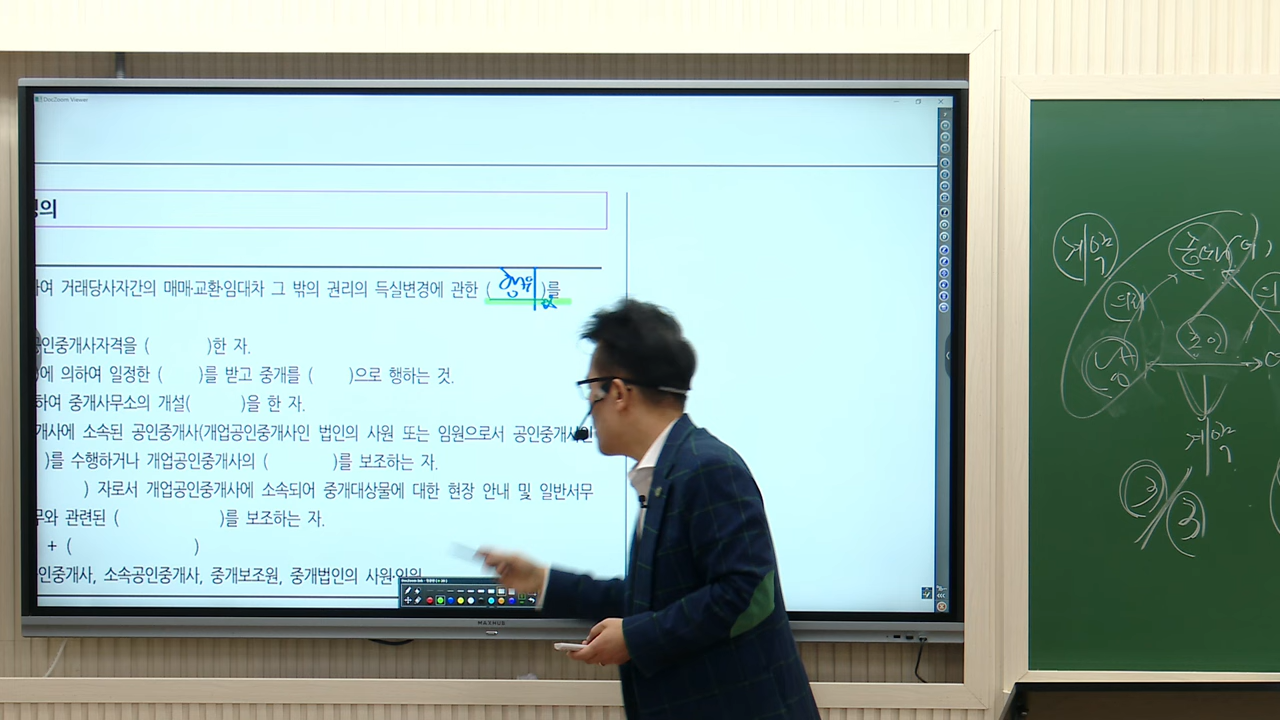 DocZoom Viewer
의
여 거래당사자간의 매매·교환·임대차 그 밖의 권리의 득실변경에 관한 ( )를
공인중개사자격을 ( )한 자.
)에 의하여 일정한 ( )를 받고 중개를 ( )으로 행하는 것.
하여 중개사무소의 개설( )을 한 자.
개사에 소속된 공인중개사(개업공인중개사인 법인의 사원 또는 임원으로서 공인중개사인
)를 수행하거나 개업공인중개사의 ( )를 보조하는 자.
) 자로서 개업공인중개사에 소속되어 중개대상물에 대한 현장 안내 및 일반서무
무와 관련된 ( )를 보조하는 자.
+ ( )
인중개사, 소속공인중개사, 중개보조원, 중개법인의 사원·임원
MAXHUB
계약
계약